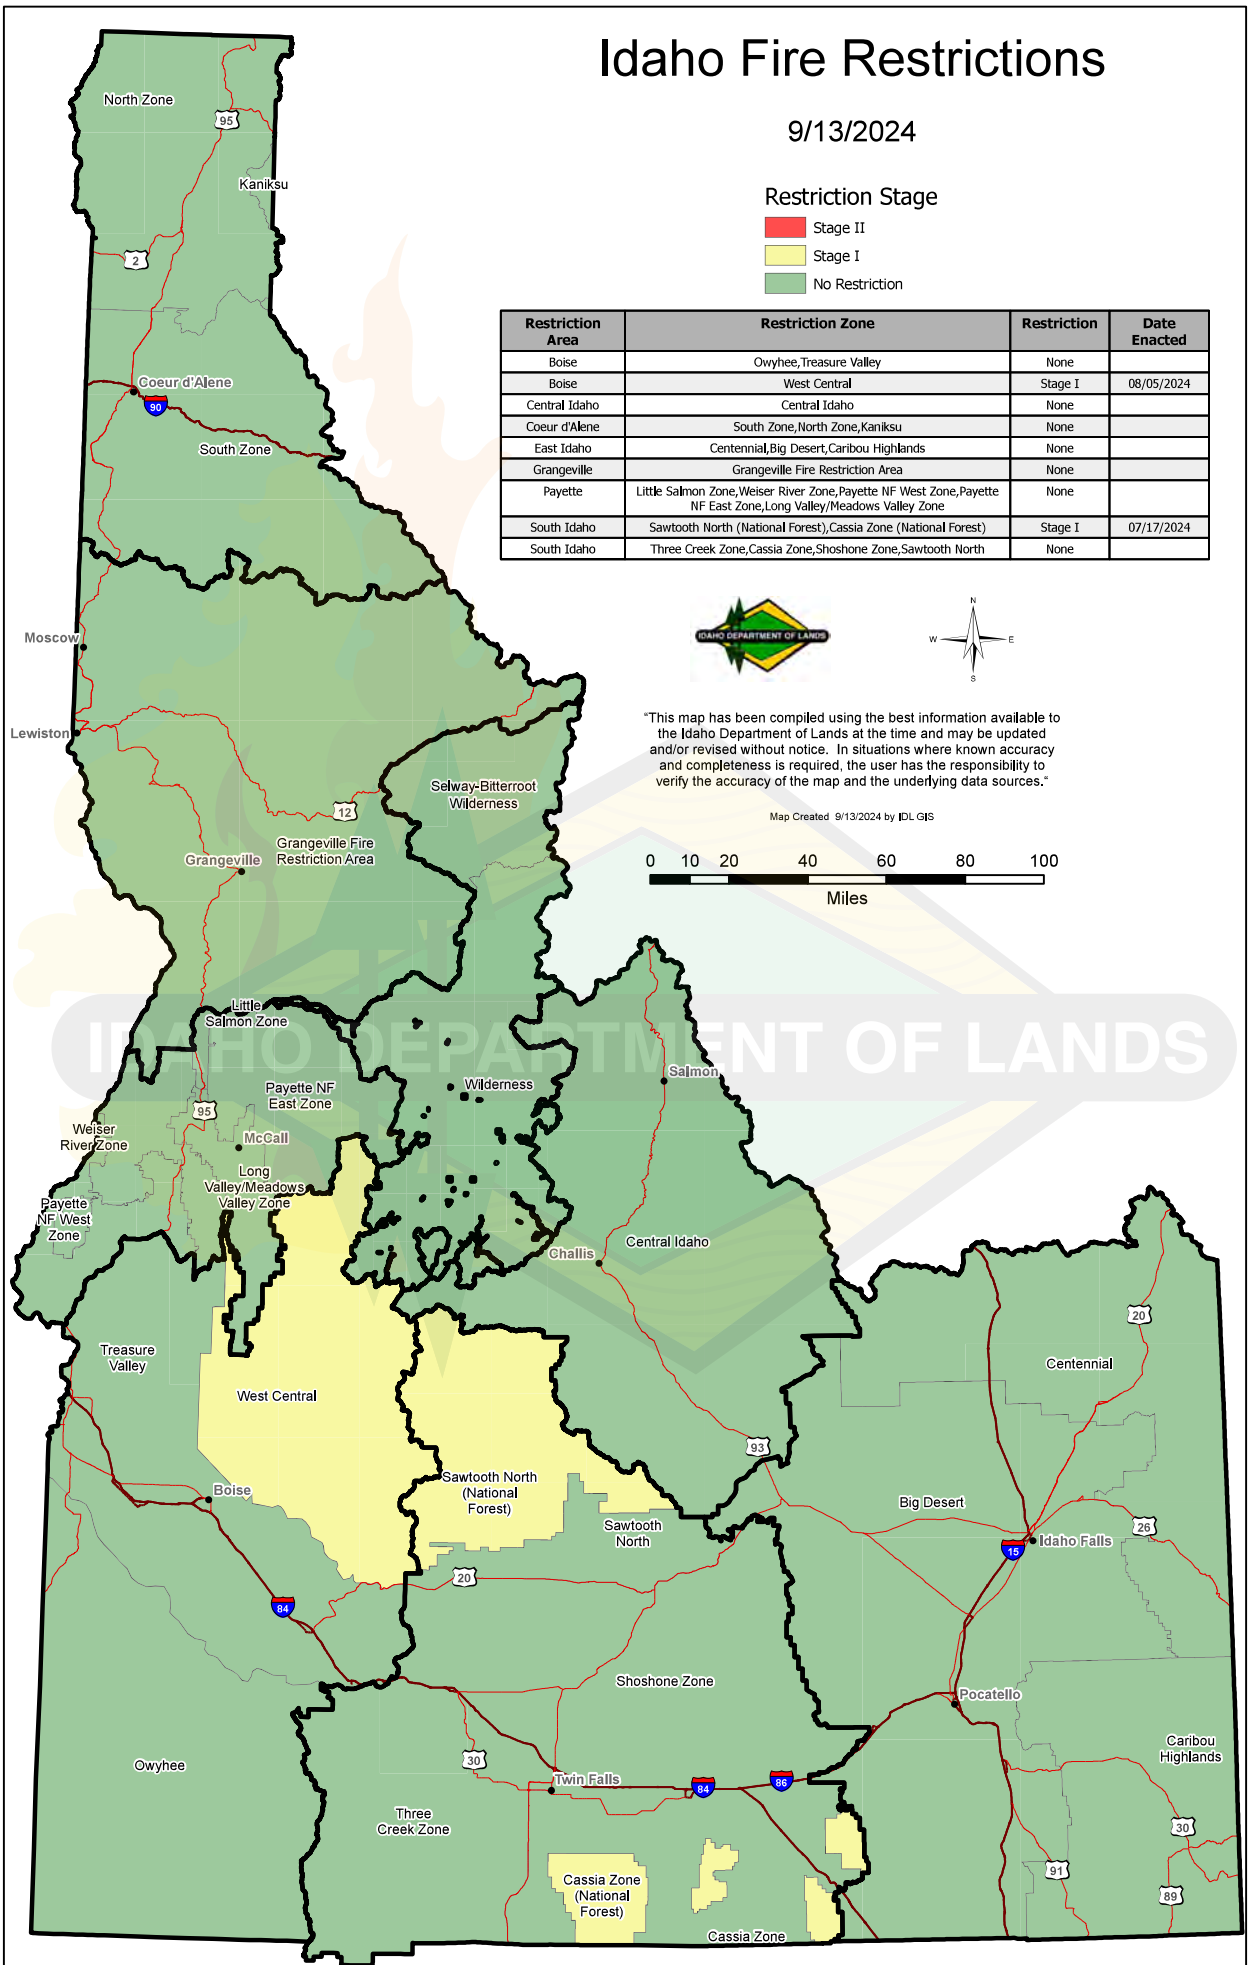 Idaho Fire Restrictions
9/13/2024
Restriction Stage
Stage II
Stage I
No Restriction
Restriction Area Restriction Zone Restriction Date Enacted
Boise Owyhee,Treasure Valley None
Boise West Central Stage I 08/05/2024
Central Idaho Central Idaho None
Coeur d'Alene South Zone,North Zone,Kaniksu None
East Idaho Centennial,Big Desert,Caribou Highlands None
Grangeville Grangeville Fire Restriction Area None
Payette Little Salmon Zone,Weiser River Zone,Payette NF West Zone,Payette NF East Zone,Long Valley/Meadows Valley Zone None
South Idaho Sawtooth North (National Forest),Cassia Zone (National Forest) Stage I 07/17/2024
South Idaho Three Creek Zone,Cassia Zone,Shoshone Zone,Sawtooth North None
IDAHO DEPARTMENT OF LANDS
N
W E
S
"This map has been compiled using the best information available to
the Idaho Department of Lands at the time and may be updated
and/or revised without notice. In situations where known accuracy
and completeness is required, the user has the responsibility to
verify the accuracy of the map and the underlying data sources."
Map Created 9/13/2024 by IDL GIS
0 10 20 40 60 80 100
Miles
North Zone
95
Kaniksu
2
Coeur d'Alene
90
South Zone
Moscow
Lewiston
Selway-Bitterroot
Wilderness
12
Grangeville Fire
Restriction Area
Grangeville
Little
Salmon Zone
IDAHO DEPARTMENT OF LANDS
Salmon
Wilderness
Payette NF
East Zone
95
Weiser
River Zone
McCall
Long
Valley/Meadows
Valley Zone
Payette
NF West
Zone
Central Idaho
Challis
20
Treasure
Valley
Centennial
West Central
93
Sawtooth North
(National
Forest)
Boise
Big Desert
Sawtooth
North
26
Idaho Falls
15
20
84
Shoshone Zone
Pocatello
Caribou
Highlands
Owyhee
30
Twin Falls
84
86
Three
Creek Zone
30
Cassia Zone
(National
Forest)
91
89
Cassia Zone